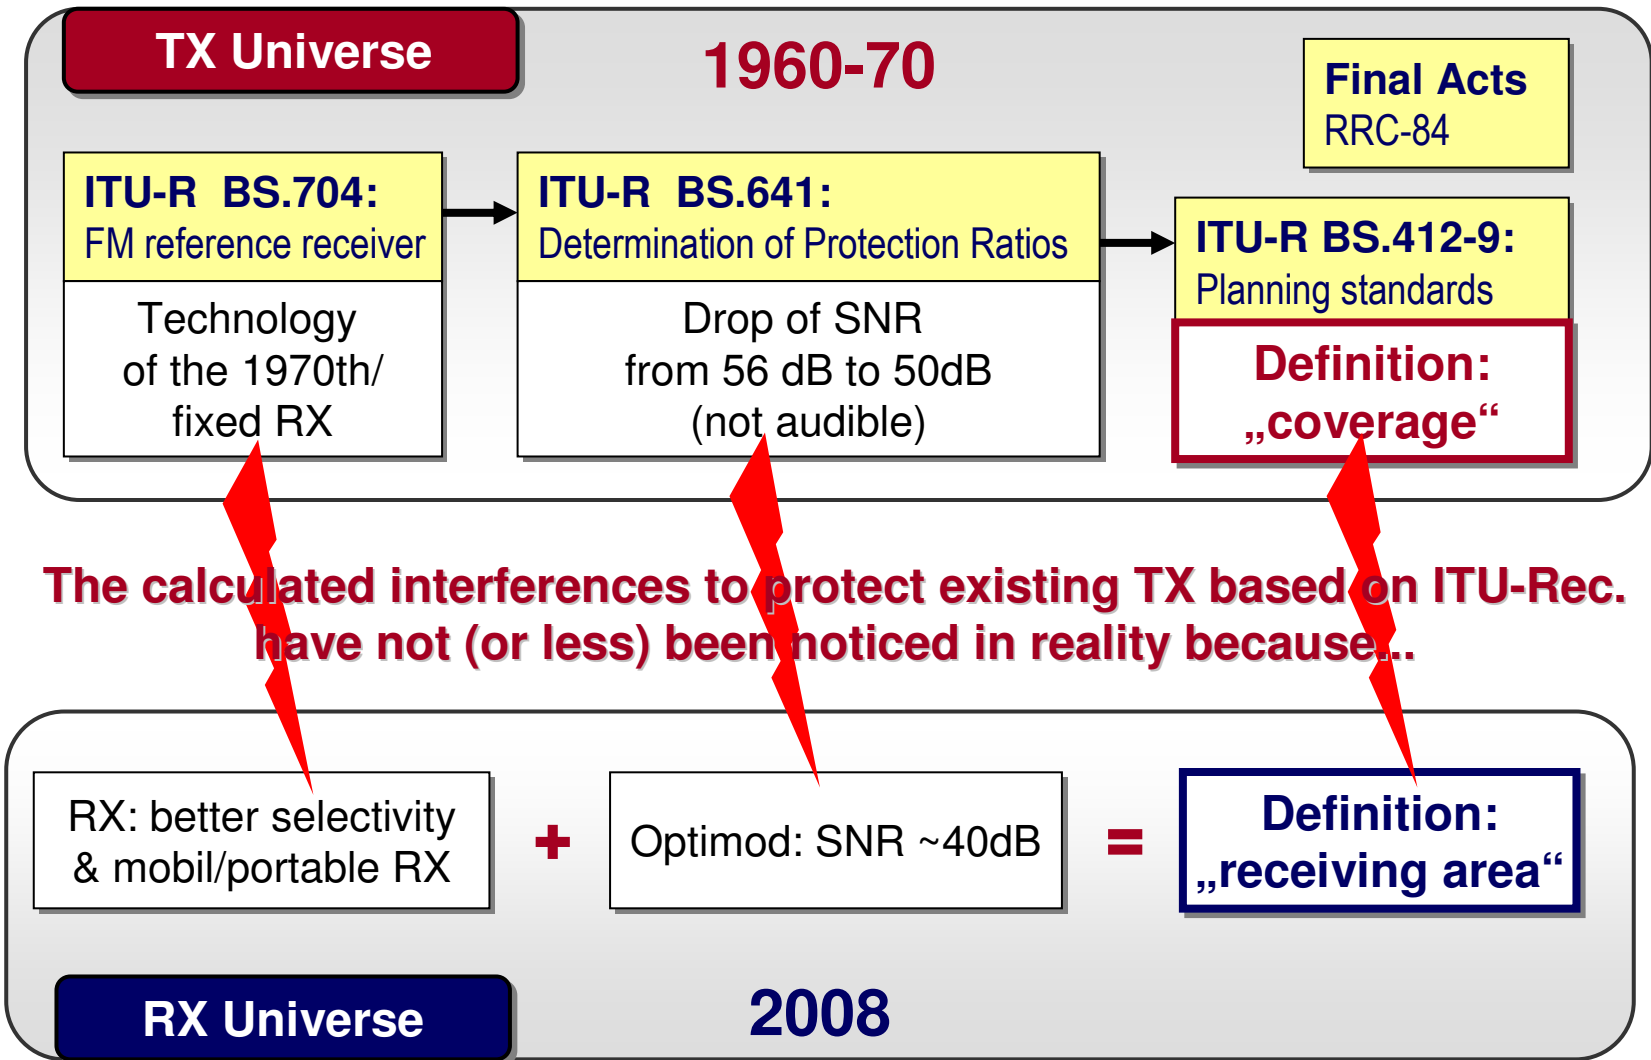 TX Universe
1960-70
Final Acts
RRC-84
ITU-R BS.704:
FM reference receiver
Technology
of the 1970th/
fixed RX
ITU-R BS.641:
Determination of Protection Ratios
Drop of SNR
from 56 dB to 50dB
(not audible)
ITU-R BS.412-9:
Planning standards
Definition:
„coverage“
The calculated interferences to protect existing TX based on ITU-Rec.
have not (or less) been noticed in reality because...
RX: better selectivity
& mobil/portable RX
+
Optimod: SNR ~40dB
=
Definition:
„receiving area“
RX Universe
2008